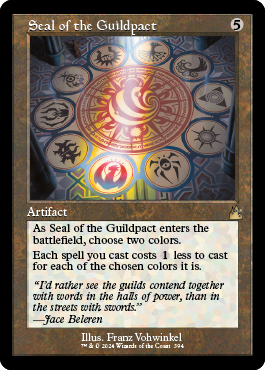 Seal of the Guildpact 5
Artifact
As Seal of the Guildpact enters the
battlefield, choose two colors.
Each spell you cast costs 1 less to cast
for each of the chosen colors it is.
“I’d rather see the guilds contend together
with words in the halls of power, than in
the streets with swords.”
—Jace Beleren
Illus. Franz Vohwinkel
™ & © 2024 Wizards of the Coast 394